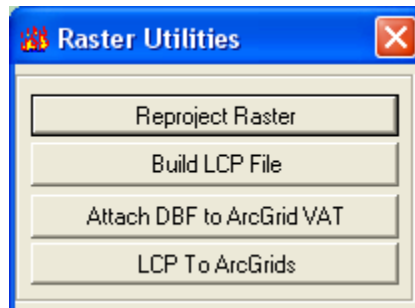 Raster Utilities
Reproject Raster
Build LCP File
Attach DBF to ArcGrid VAT
LCP To ArcGrids